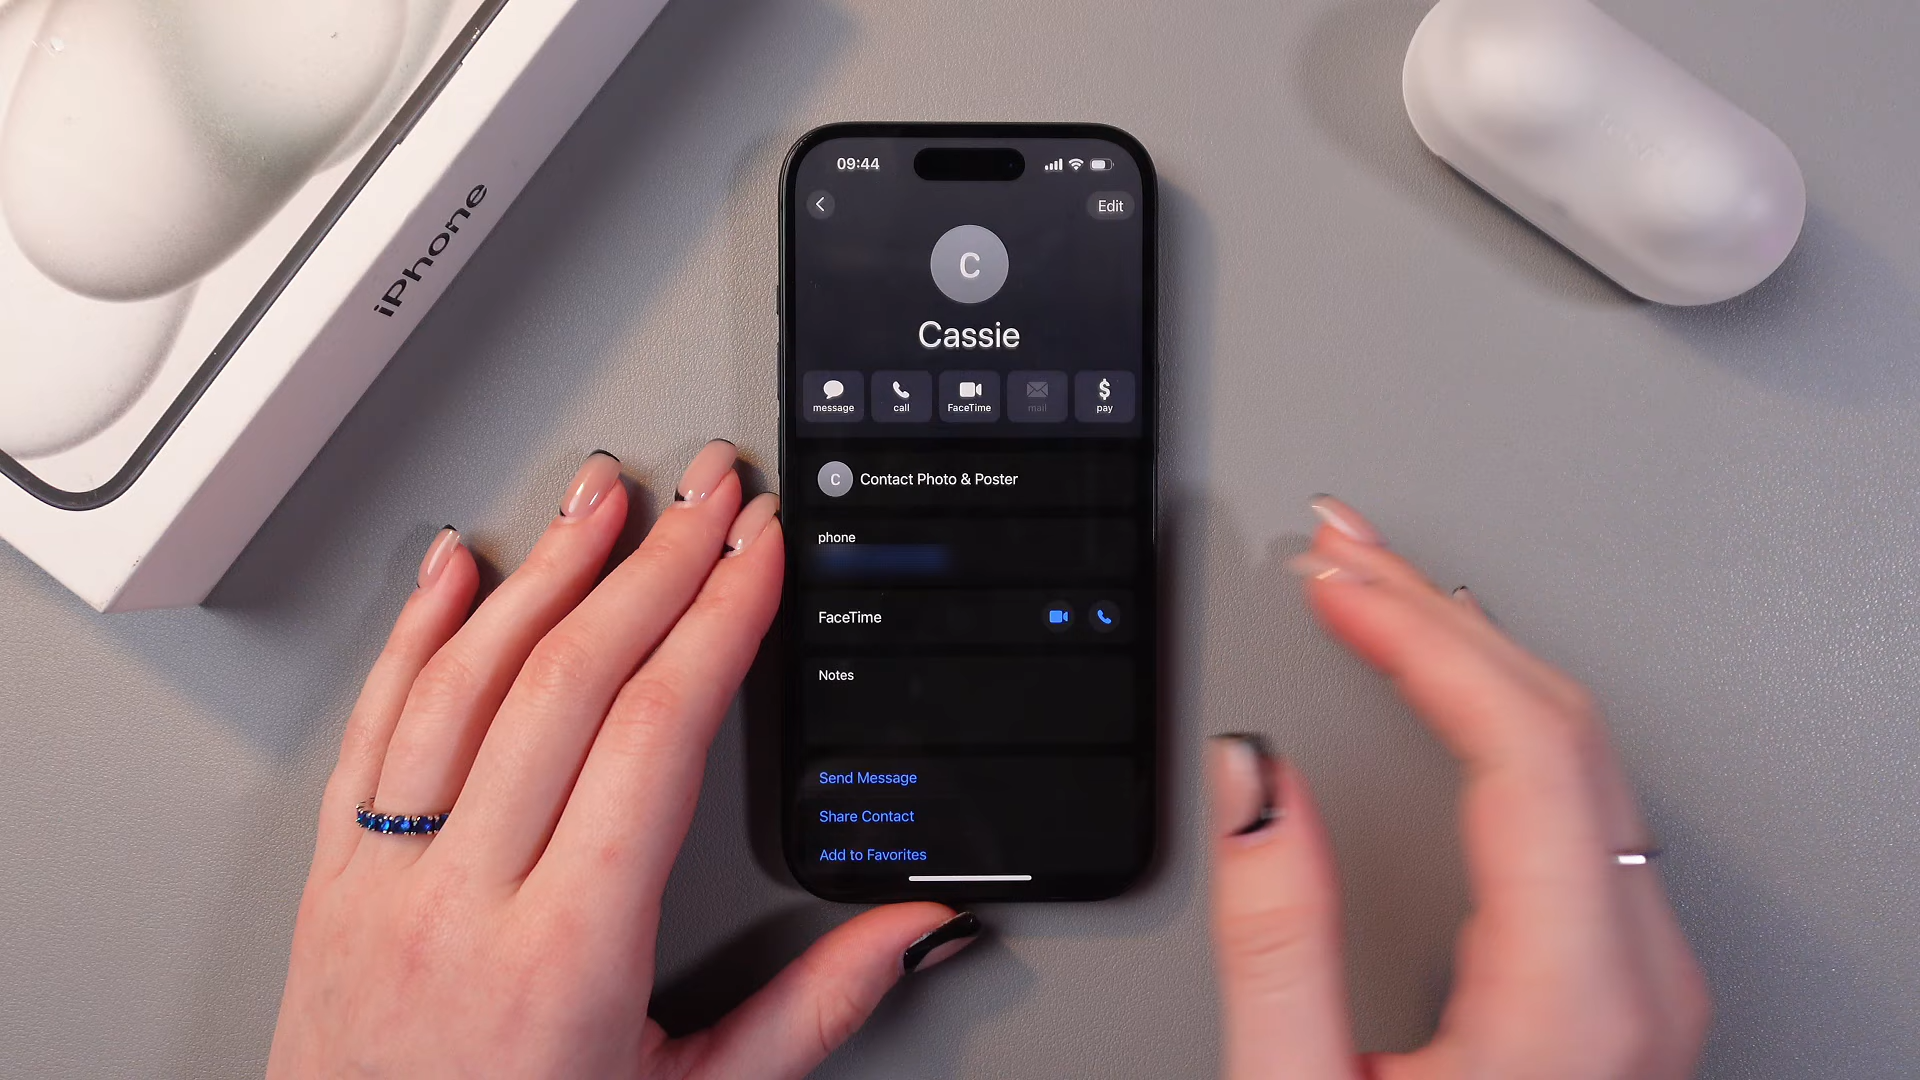 iPhone
09:44
Edit
C
Cassie
message
call
FaceTime
mail
$
pay
C
Contact Photo & Poster
phone
FaceTime
Notes
Send Message
Share Contact
Add to Favorites